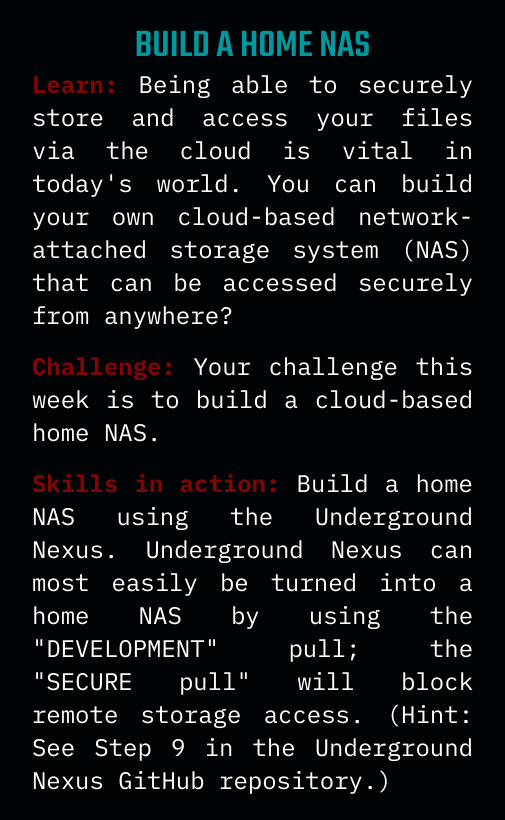 BUILD A HOME NAS
Learn: Being able to securely
store and access your files
via the cloud is vital in
today's world. You can build
your own cloud-based network-
attached storage system (NAS)
that can be accessed securely
from anywhere?
Challenge: Your challenge this
week is to build a cloud-based
home NAS.
Skills in action: Build a home
NAS using the Underground
Nexus. Underground Nexus can
most easily be turned into a
home NAS by using the
"DEVELOPMENT" pull; the
"SECURE pull" will block
remote storage access. (Hint:
See Step 9 in the Underground
Nexus GitHub repository.)